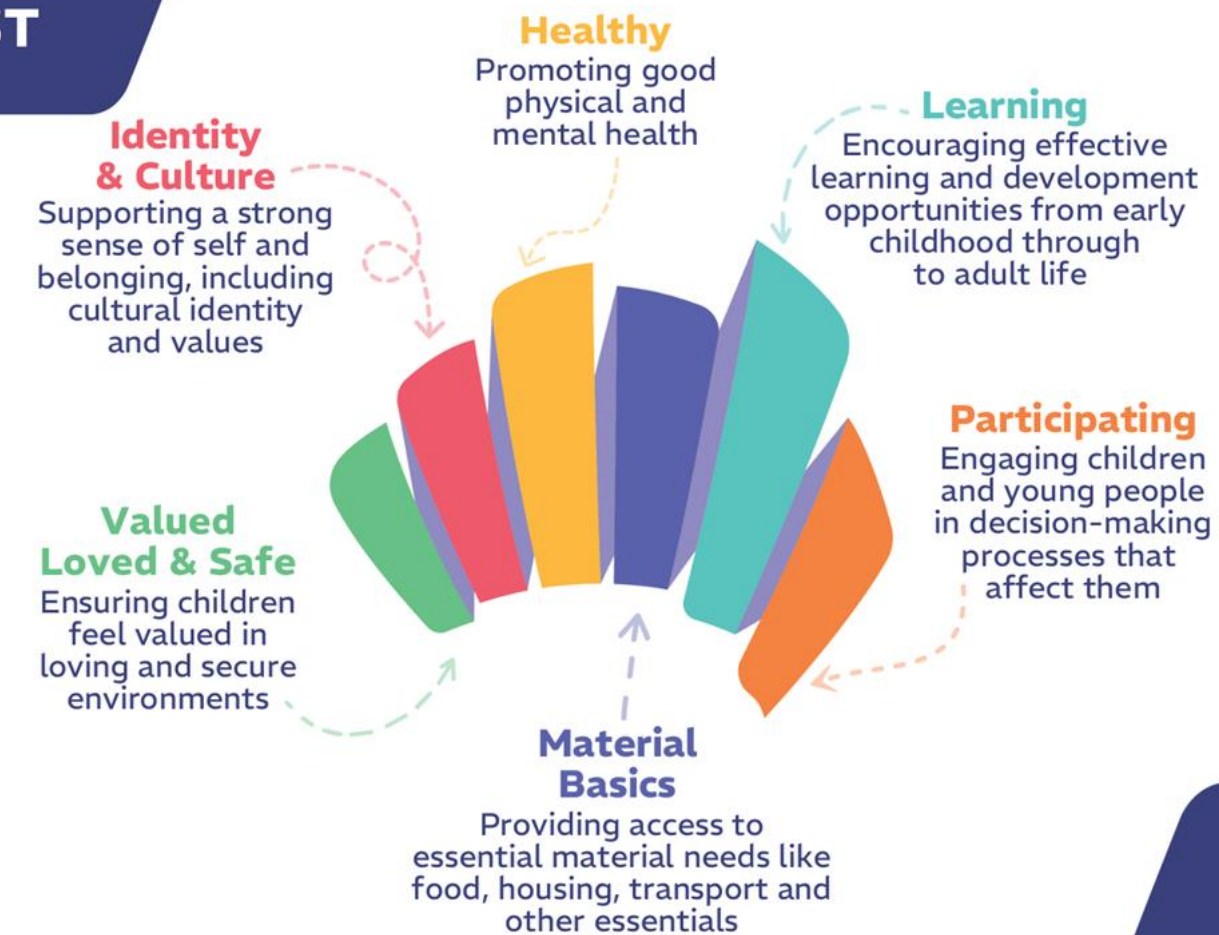 Healthy
Promoting good
physical and
mental health
Learning
Encouraging effective
learning and development
opportunities from early
childhood through
to adult life
Identity
& Culture
Supporting a strong
sense of self and
belonging, including
cultural identity
and values
Participating
Engaging children
and young people
in decision-making
processes that
affect them
Valued
Loved & Safe
Ensuring children
feel valued in
loving and secure
environments
Material
Basics
Providing access to
essential material needs like
food, housing, transport and
other essentials